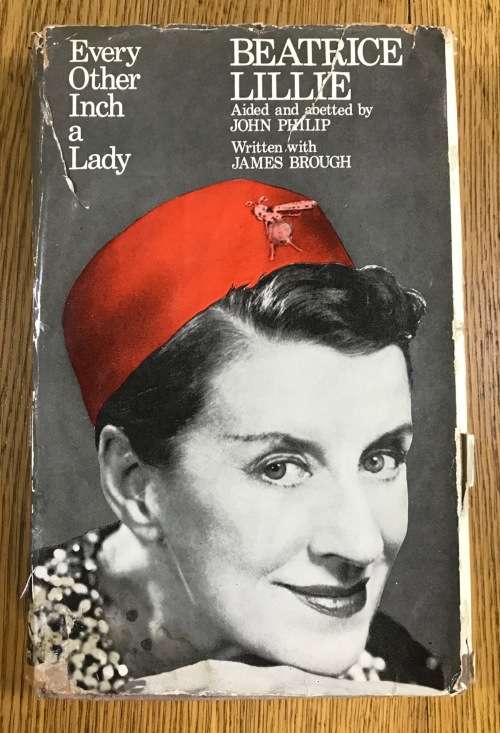 Every
Other
Inch
a
Lady
BEATRICE
LILLIE
Aided and abetted by
JOHN PHILIP
Written with
JAMES BROUGH